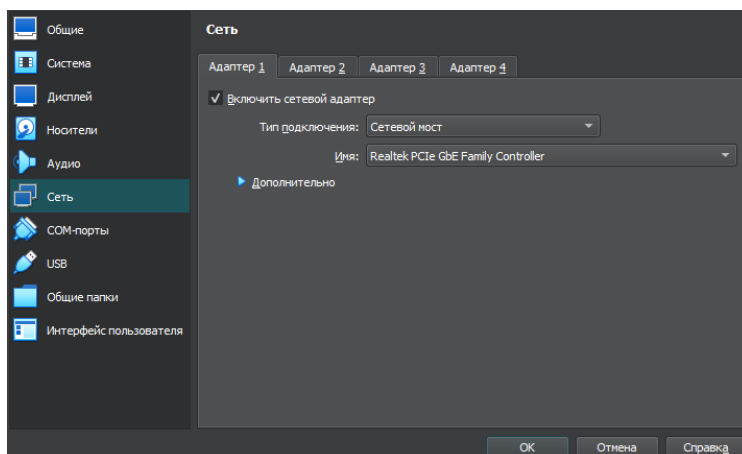 Общие
Система
Дисплей
Носители
Аудио
Сеть
COM-порты
USB
Общие папки
Интерфейс пользователя
Сеть
Адаптер 1 Адаптер 2 Адаптер 3 Адаптер 4
Включить сетевой адаптер
Тип подключения: Сетевой мост
Имя: Realtek PCIe GbE Family Controller
Дополнительно
OK Отмена Справка